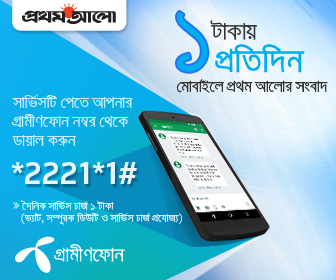 প্রথম আলো
১ টাকায়
প্রতিদিন
মোবাইলে প্রথম আলোর সংবাদ
সার্ভিসটি পেতে আপনার
গ্রামীণফোন নম্বর থেকে
ডায়াল করুন
*2221*1#
» দৈনিক সার্ভিস চার্জ ১ টাকা
(ভ্যাট, সম্পূরক ডিউটি ও সার্ভিস চার্জ প্রযোজ্য)
গ্রামীণফোন